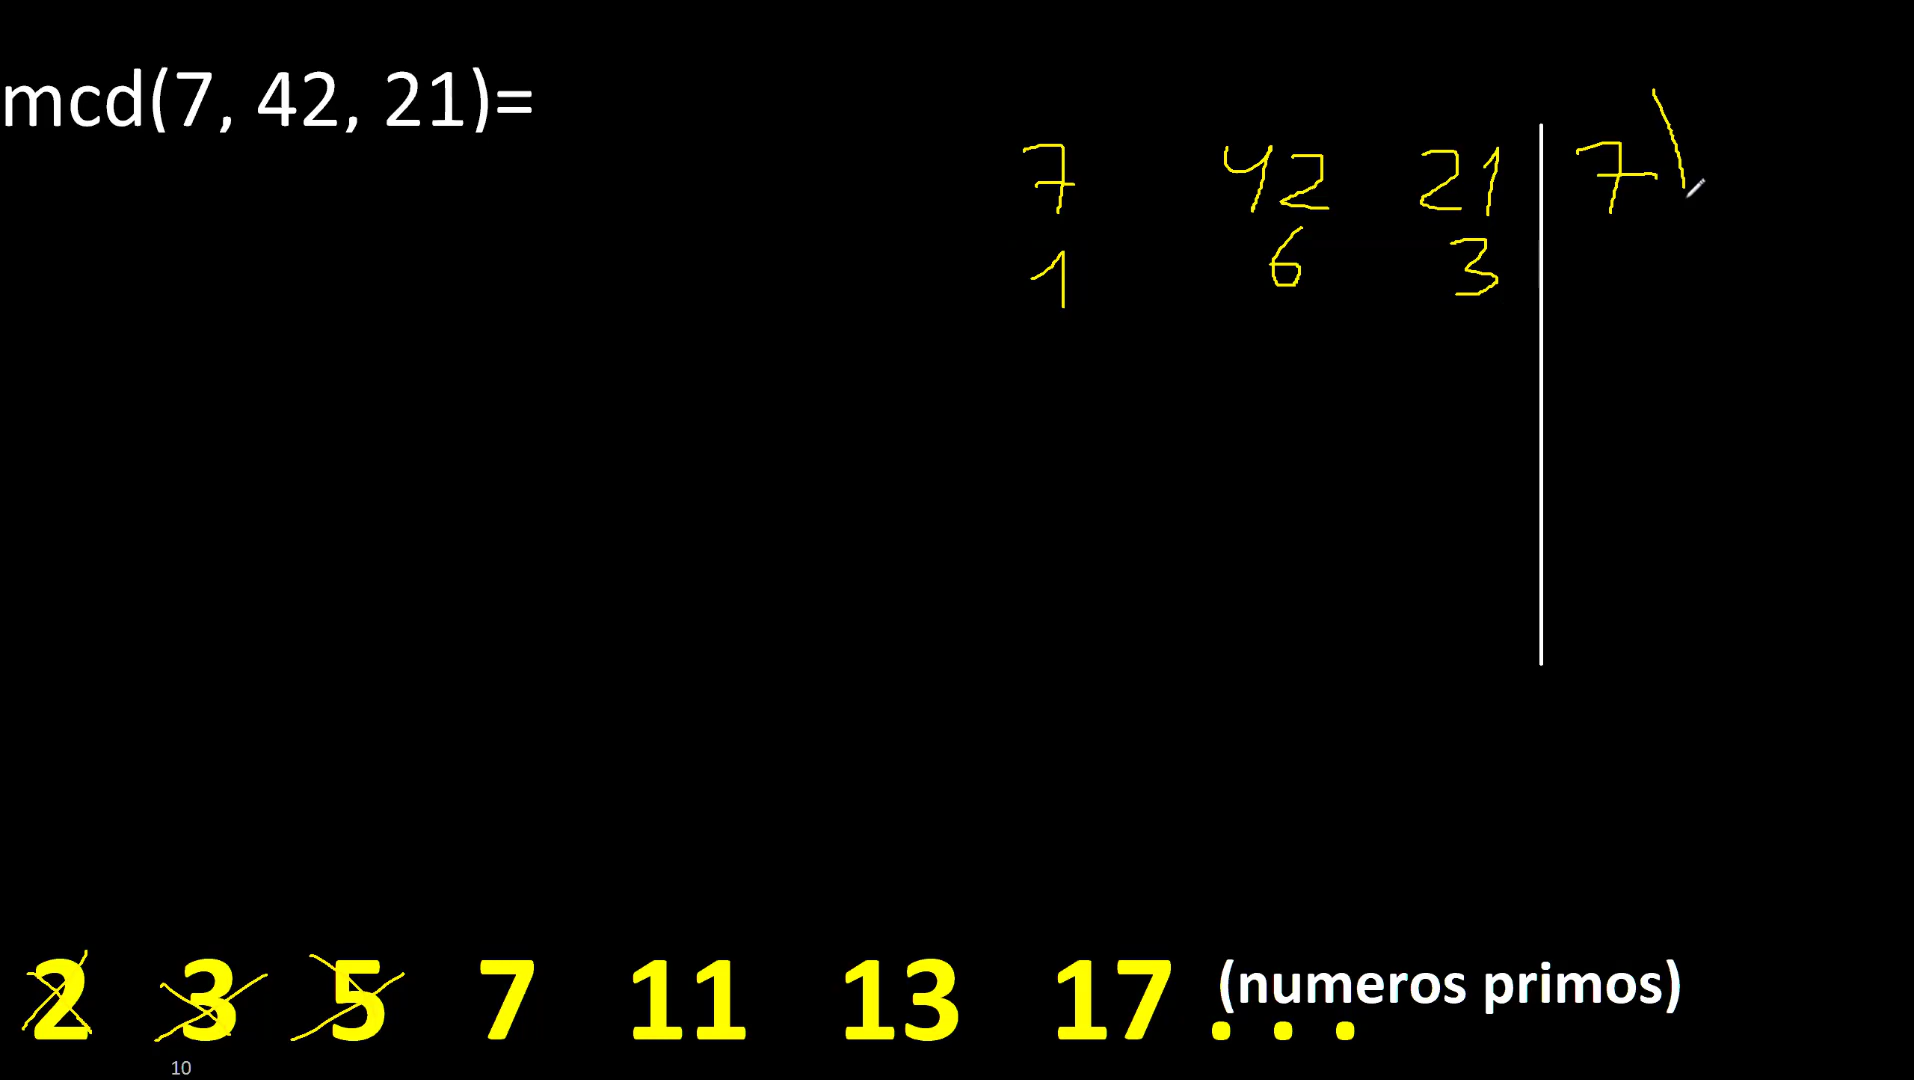 mcd(7, 42, 21)=
7 42 21 7
1 6 3
2 3 5 7 11 13 17 . . . (numeros primos)
10